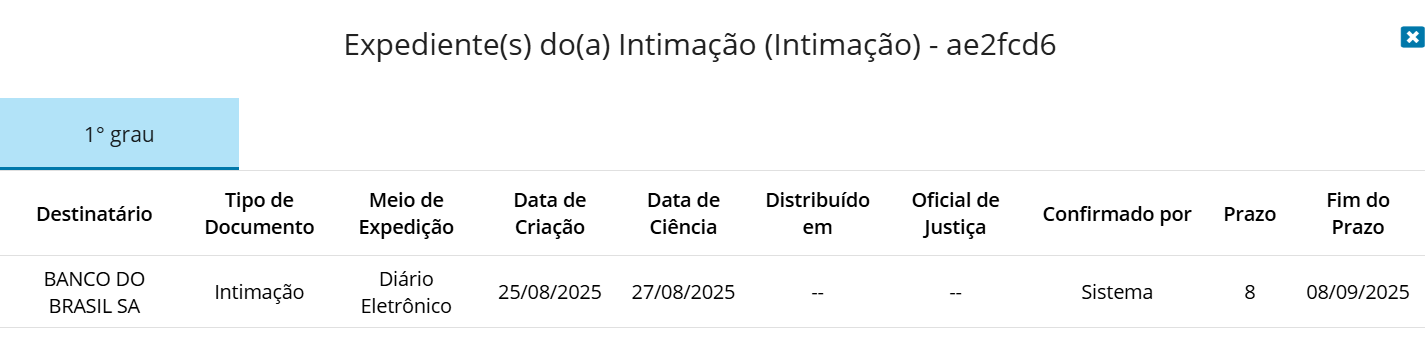 Expediente(s) do(a) Intimação (Intimação) - ae2fcd6
1° grau
Destinatário
Tipo de
Documento
Meio de
Expedição
Data de
Criação
Data de
Ciência
Distribuído
em
Oficial de
Justiça
Confirmado por
Prazo
Fim do
Prazo
BANCO DO
BRASIL SA
Intimação
Diário
Eletrônico
25/08/2025
27/08/2025
--
--
Sistema
8
08/09/2025